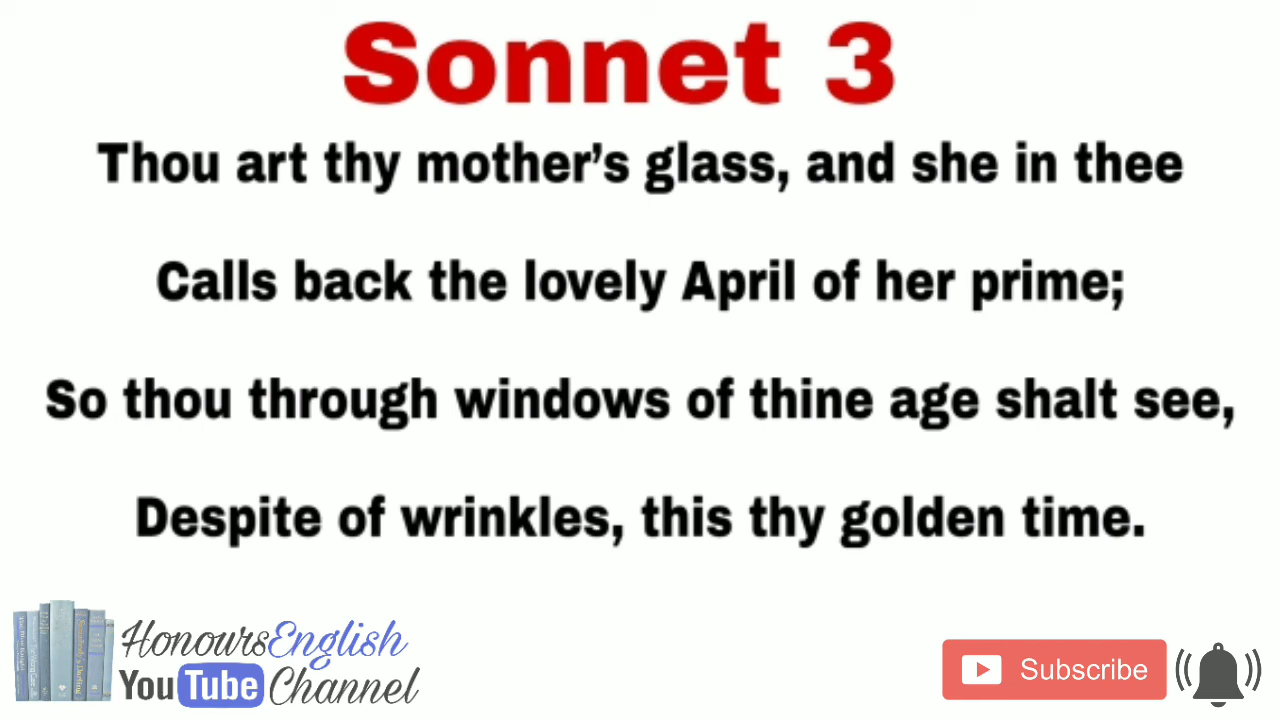 Sonnet 3
Thou art thy mother's glass, and she in thee
Calls back the lovely April of her prime;
So thou through windows of thine age shalt see,
Despite of wrinkles, this thy golden time.
HonoursEnglish
YouTube Channel
Subscribe